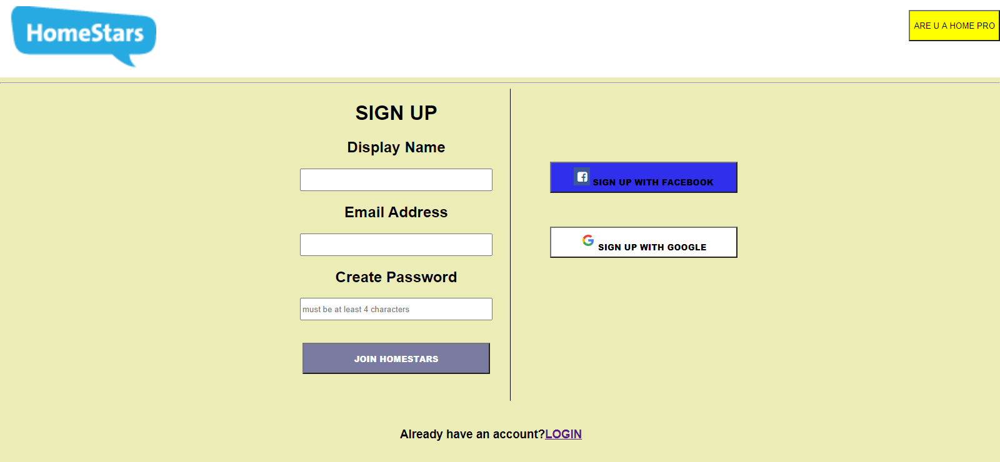 HomeStars
ARE U A HOME PRO
SIGN UP
Display Name
Email Address
Create Password
must be at least 4 characters
JOIN HOMESTARS
SIGN UP WITH FACEBOOK
SIGN UP WITH GOOGLE
Already have an account?LOGIN